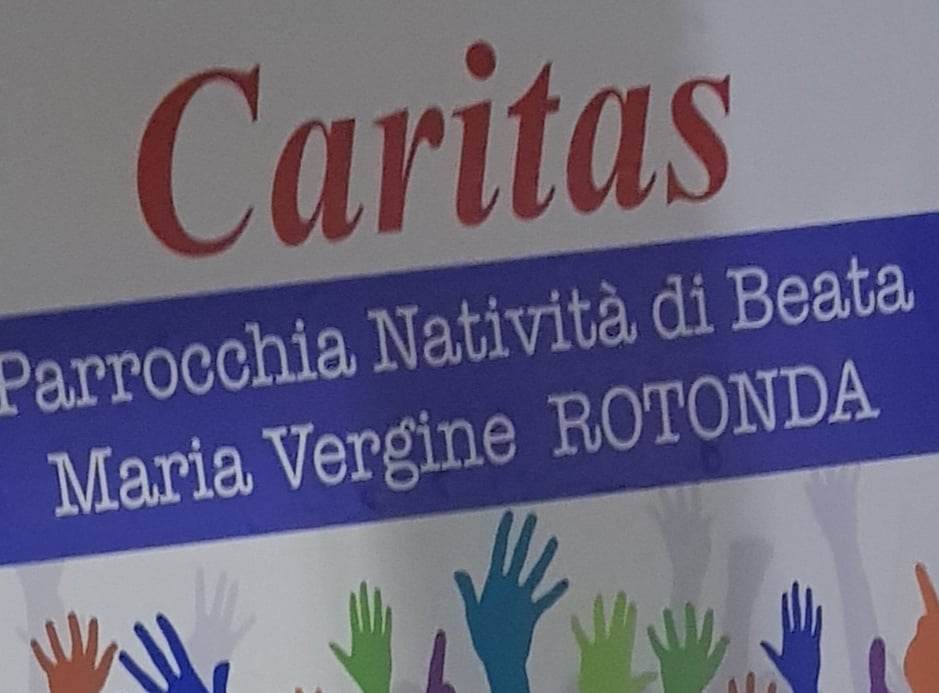 Caritas
Parrocchia Natività di Beata
Maria Vergine ROTONDA